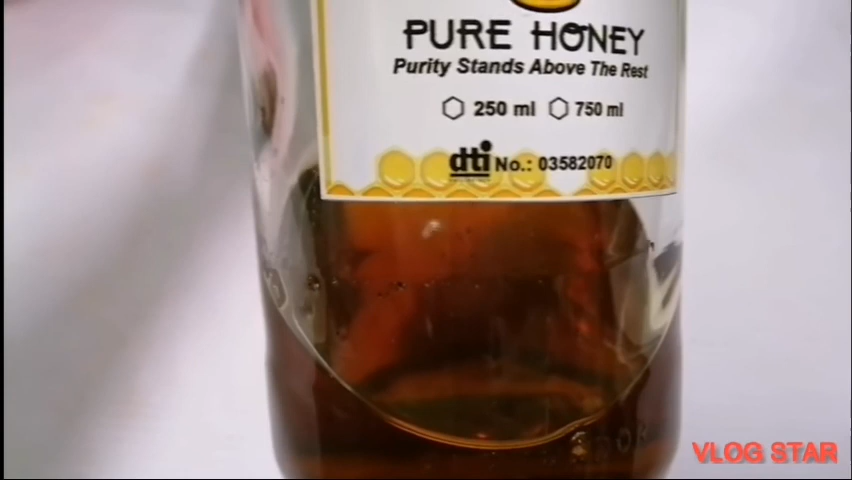 PURE HONEY
Purity Stands Above The Rest
250 ml 750 ml
dti No.: 03582070
VLOG STAR